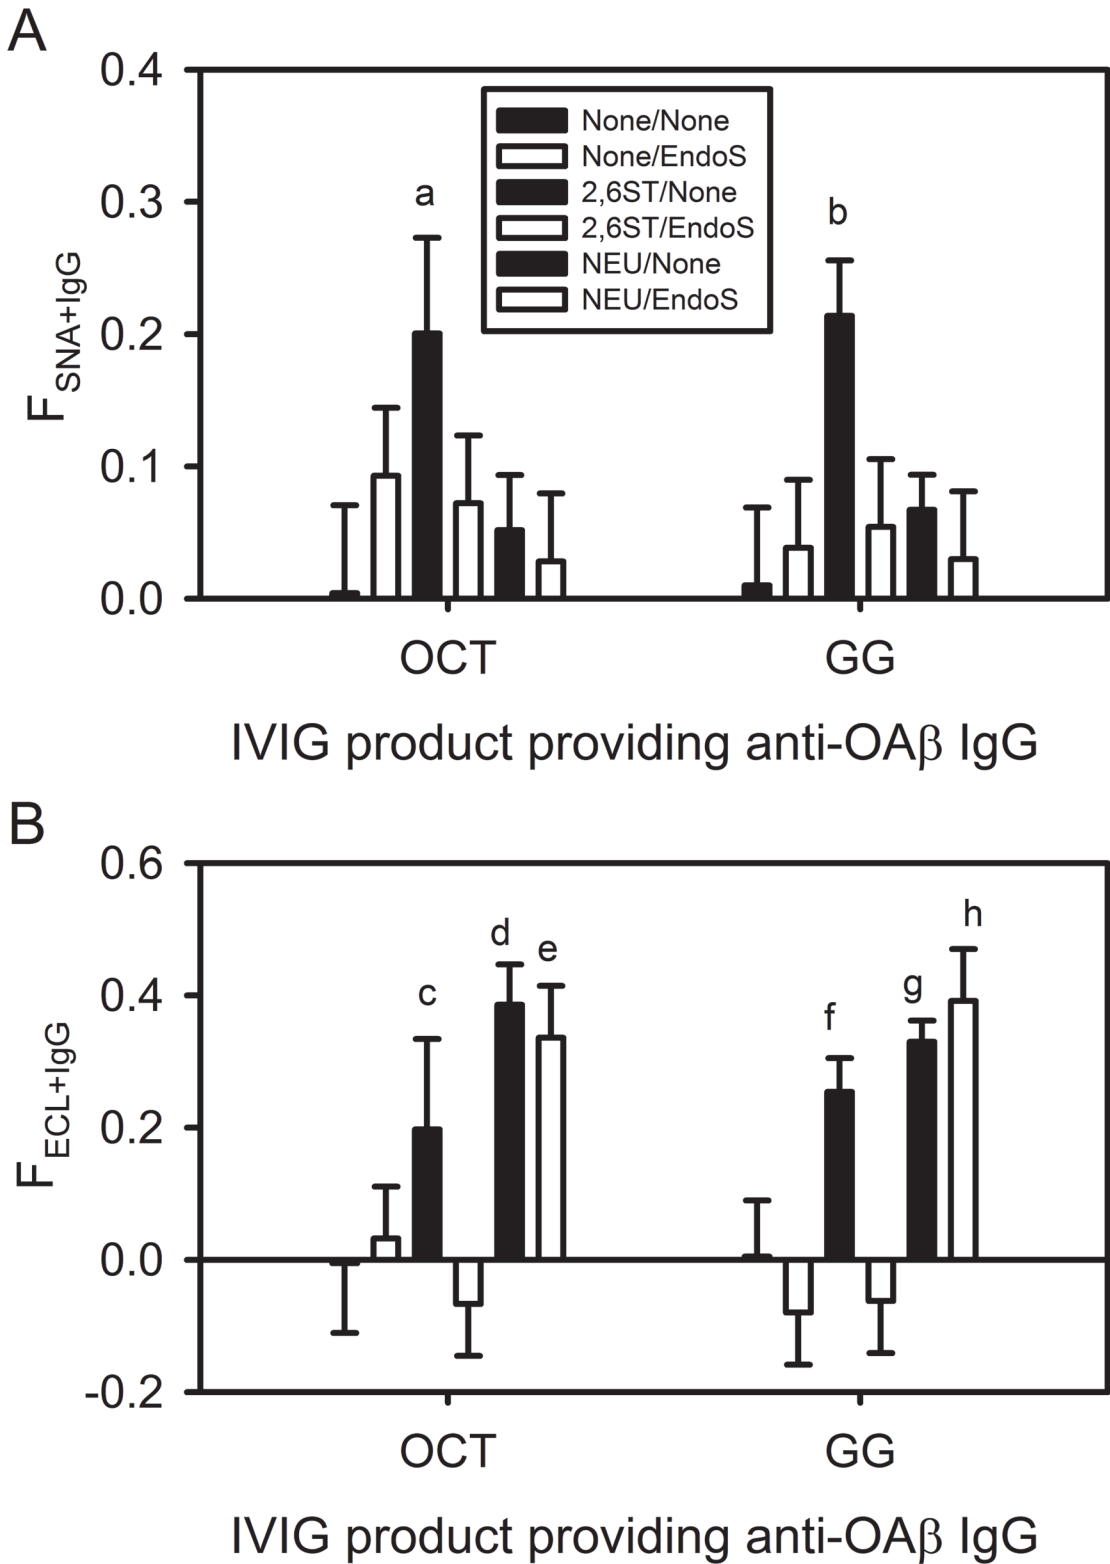 A
0.4
0.3
0.2
0.1
0.0
F SNA+IgG
None/None
None/EndoS
2,6ST/None
2,6ST/EndoS
NEU/None
NEU/EndoS
a
b
OCT GG
IVIG product providing anti-OAβ IgG
B
0.6
0.4
0.2
0.0
-0.2
F ECL+IgG
c
d
e
f
g
h
OCT GG
IVIG product providing anti-OAβ IgG